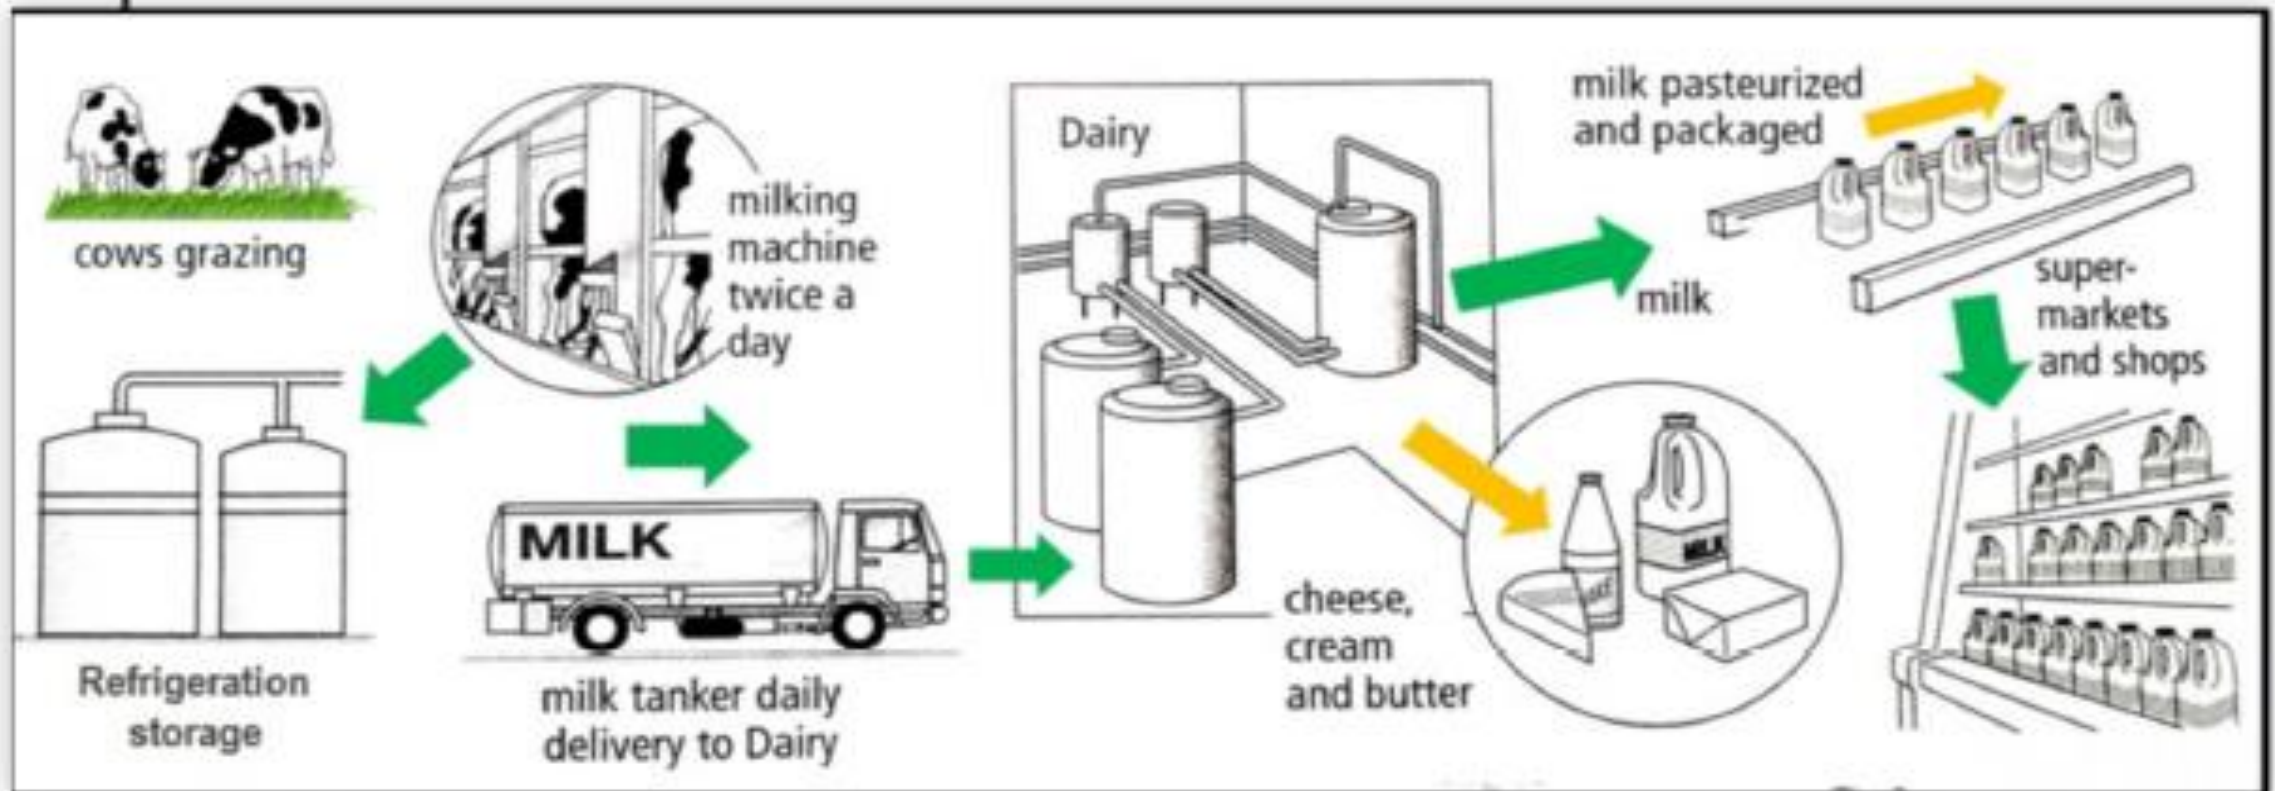 cows grazing
milking
machine
twice a
day
Refrigeration
storage
MILK
milk tanker daily
delivery to Dairy
Dairy
milk pasteurized
and packaged
milk
cheese,
cream
and butter
MILK
super-
markets
and shops